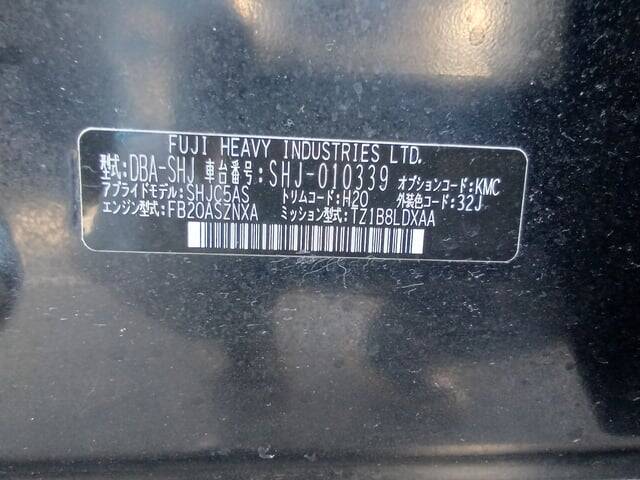 FUJI HEAVY INDUSTRIES LTD.
型式:DBA-SHJ 車台番号:SHJ-010339 オプションコード:KMC
アプライドモデル:SHJC5AS トリムコード:H20 外装色コード:32J
エンジン型式:FB20ASZNXA ミッション型式:TZ1B8LDXAA